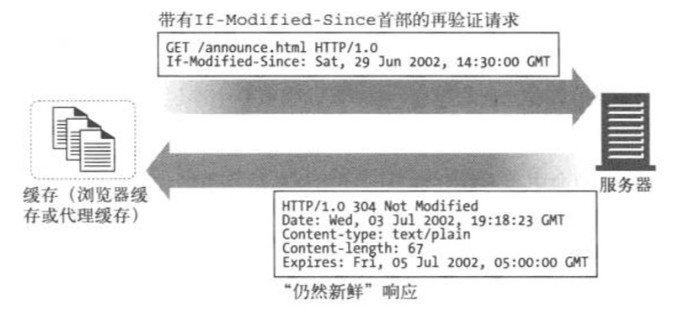 带有If-Modified-Since首部的再验证请求
GET /announce.html HTTP/1.0
If-Modified-Since: Sat, 29 Jun 2002, 14:30:00 GMT
缓存（浏览器缓
存或代理缓存）
服务器
HTTP/1.0 304 Not Modified
Date: Wed, 03 Jul 2002, 19:18:23 GMT
Content-type: text/plain
Content-length: 67
Expires: Fri, 05 Jul 2002, 05:00:00 GMT
“仍然新鲜”响应